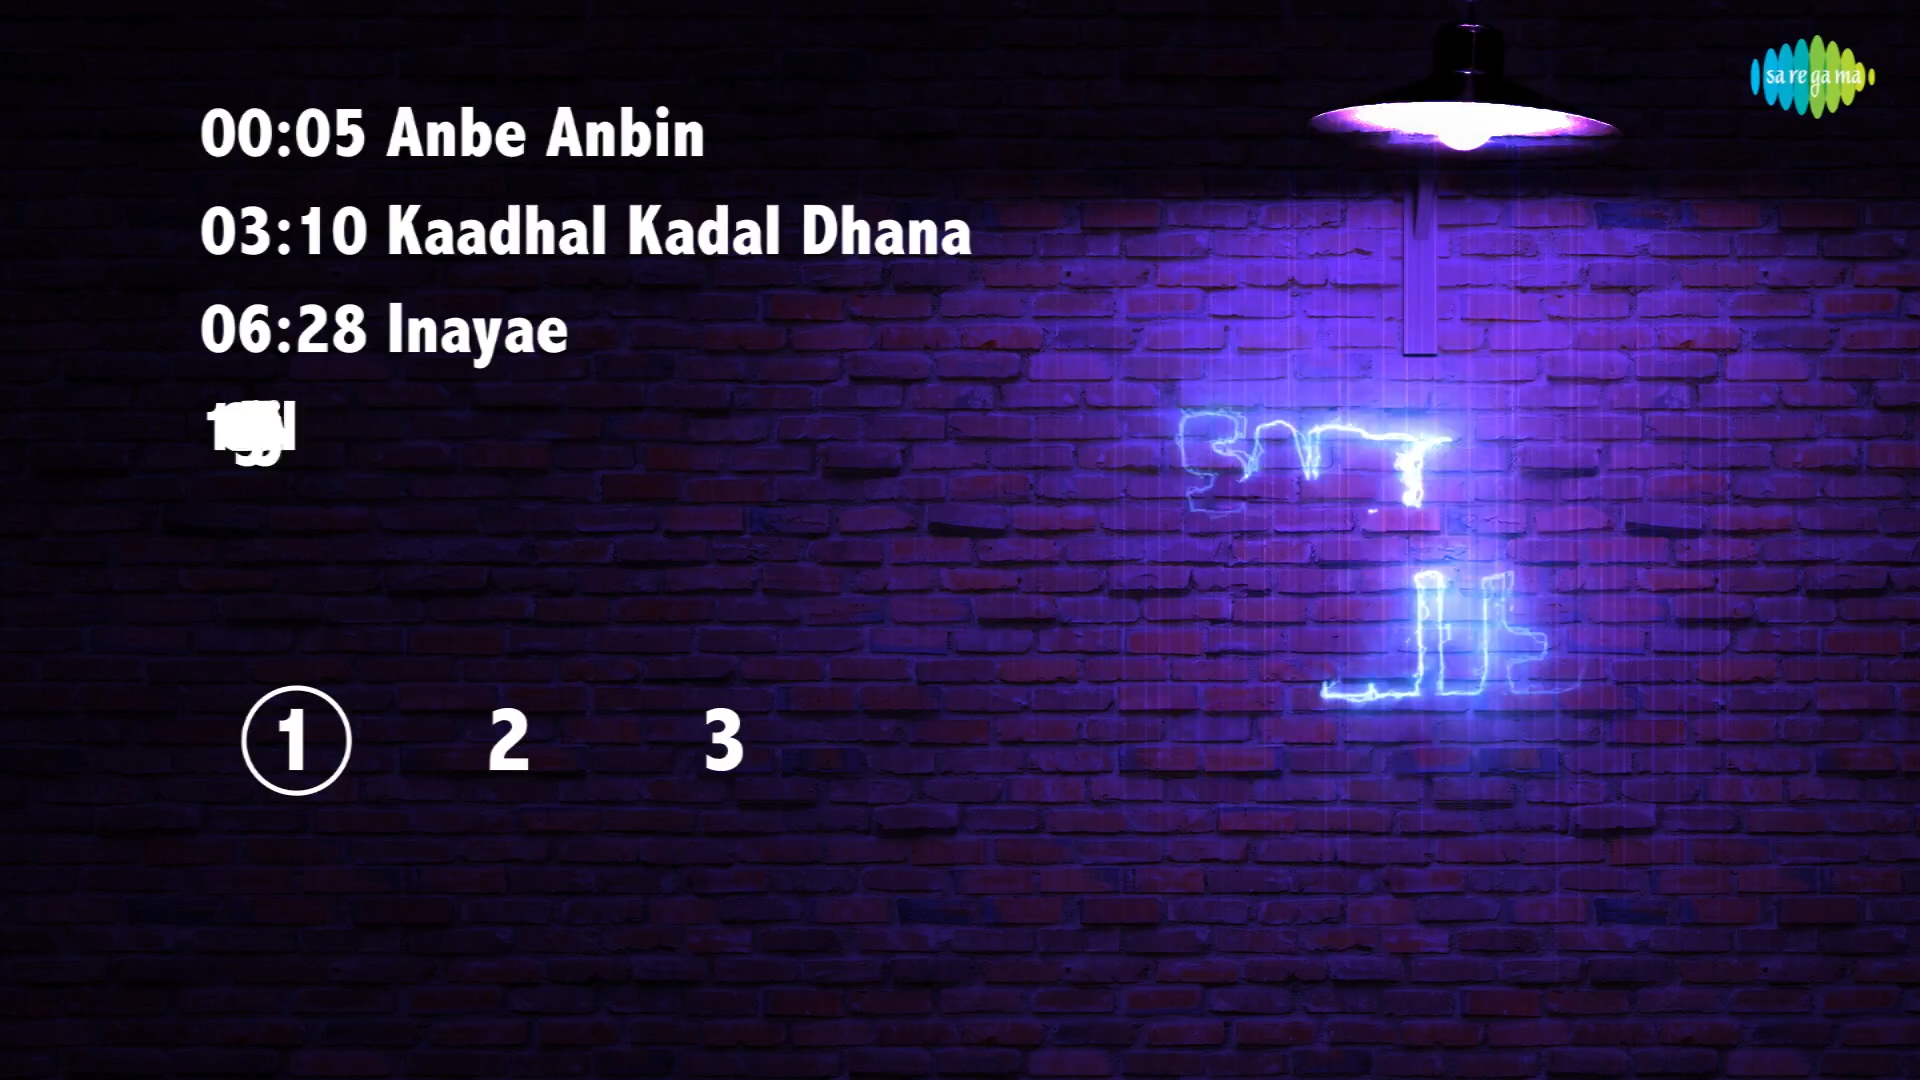 saregama
00:05 Anbe Anbin
03:10 Kaadhal Kadal Dhana
06:28 Inayae
1 2 3